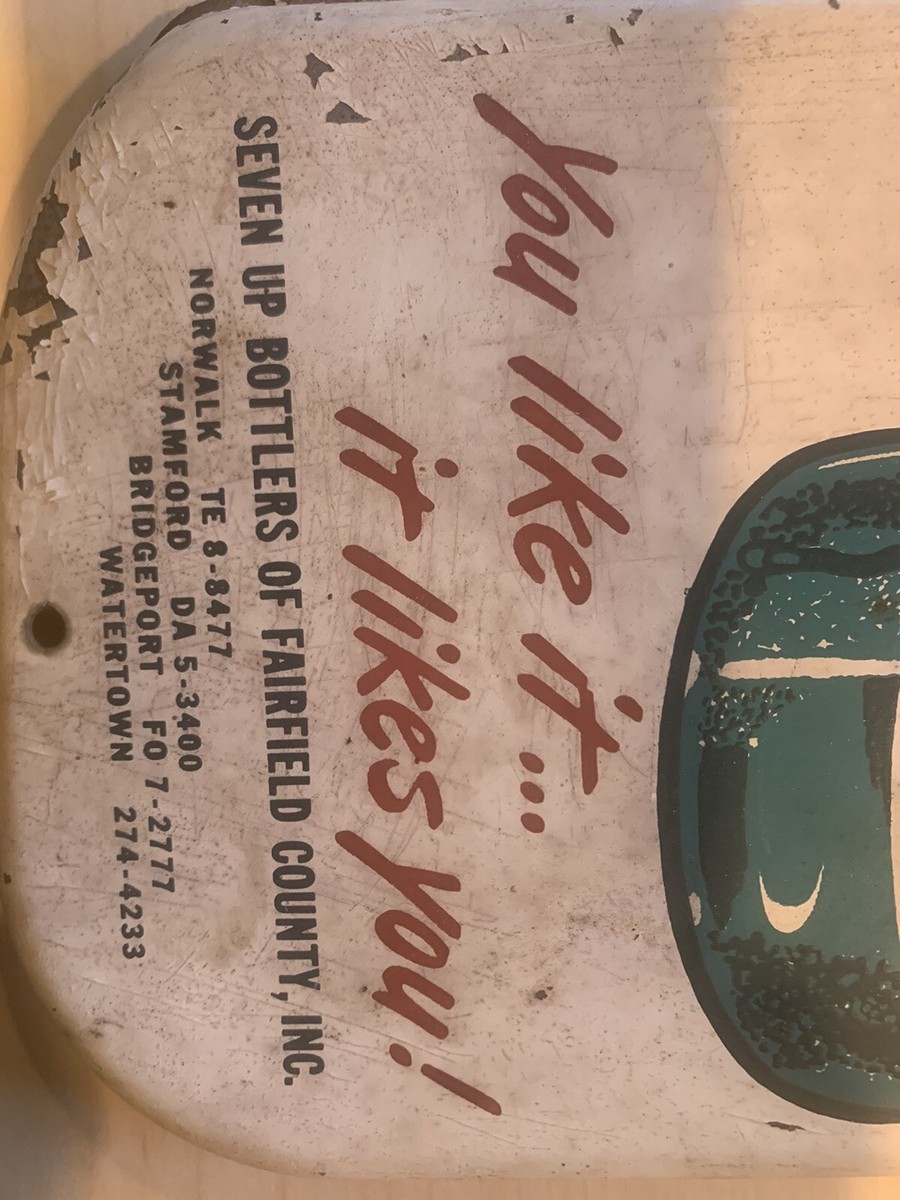 You like it...
it likes you!
SEVEN UP BOTTLERS OF FAIRFIELD COUNTY, INC.
NORWALK TE 8-8477
STAMFORD DA 5-3400
BRIDGEPORT FO 7-2777
WATERTOWN 274-4233